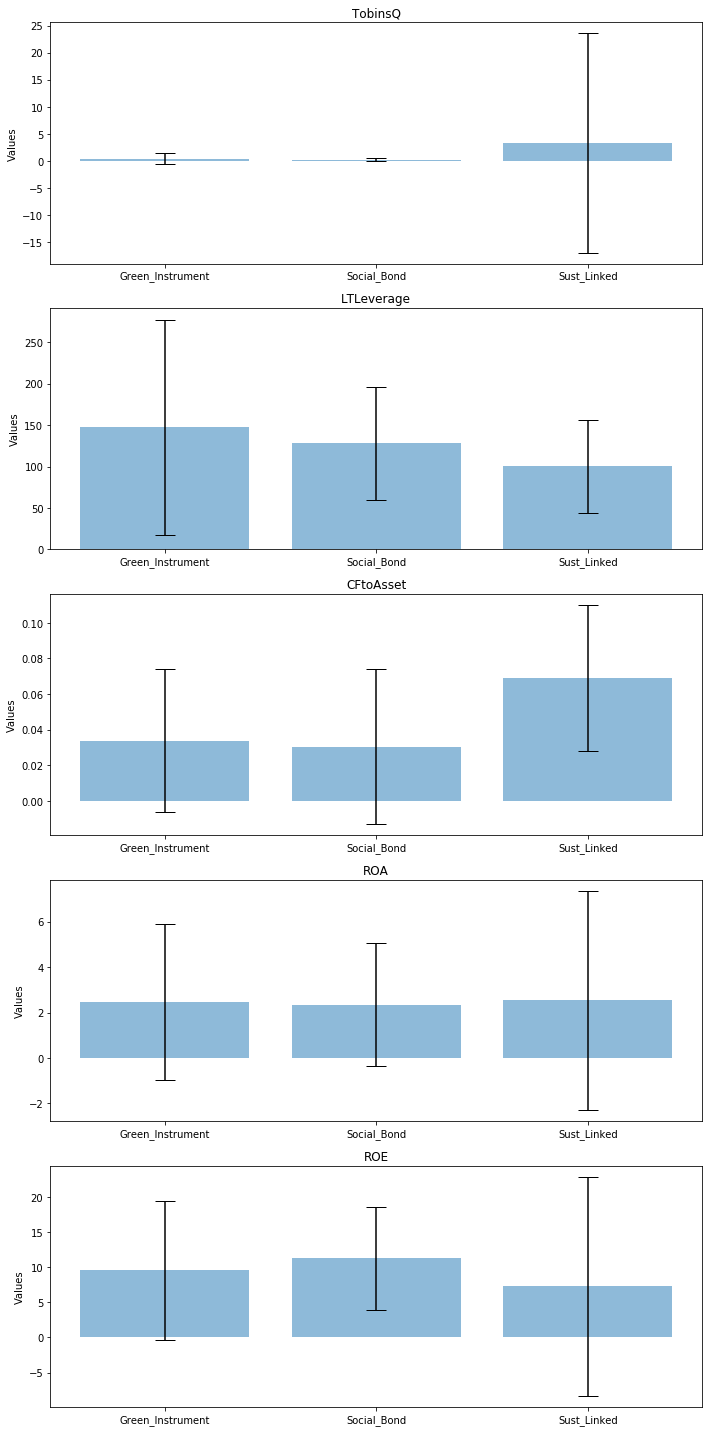 TobinsQ
25
20
15
10
5
0
−5
−10
−15
Values
Green_Instrument Social_Bond Sust_Linked
LTLeverage
250
200
150
100
50
0
Values
Green_Instrument Social_Bond Sust_Linked
CFtoAsset
0.10
0.08
0.06
0.04
0.02
0.00
Values
Green_Instrument Social_Bond Sust_Linked
ROA
6
4
2
0
−2
Values
Green_Instrument Social_Bond Sust_Linked
ROE
20
15
10
5
0
−5
Values
Green_Instrument Social_Bond Sust_Linked